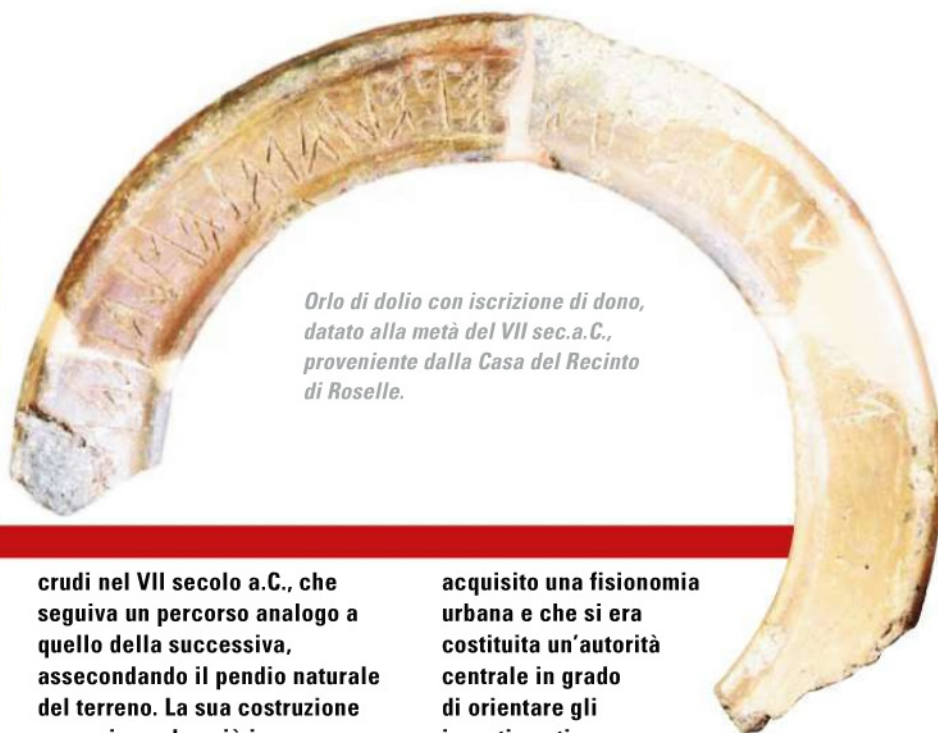 Orlo di dolio con iscrizione di dono,
datato alla metà del VII sec.a.C.,
proveniente dalla Casa del Recinto
di Roselle.
crudi nel VII secolo a.C., che
seguiva un percorso analogo a
quello della successiva,
assecondando il pendio naturale
del terreno. La sua costruzione
acquisito una fisionomia
urbana e che si era
costituita un'autorità
centrale in grado
di orientare gli